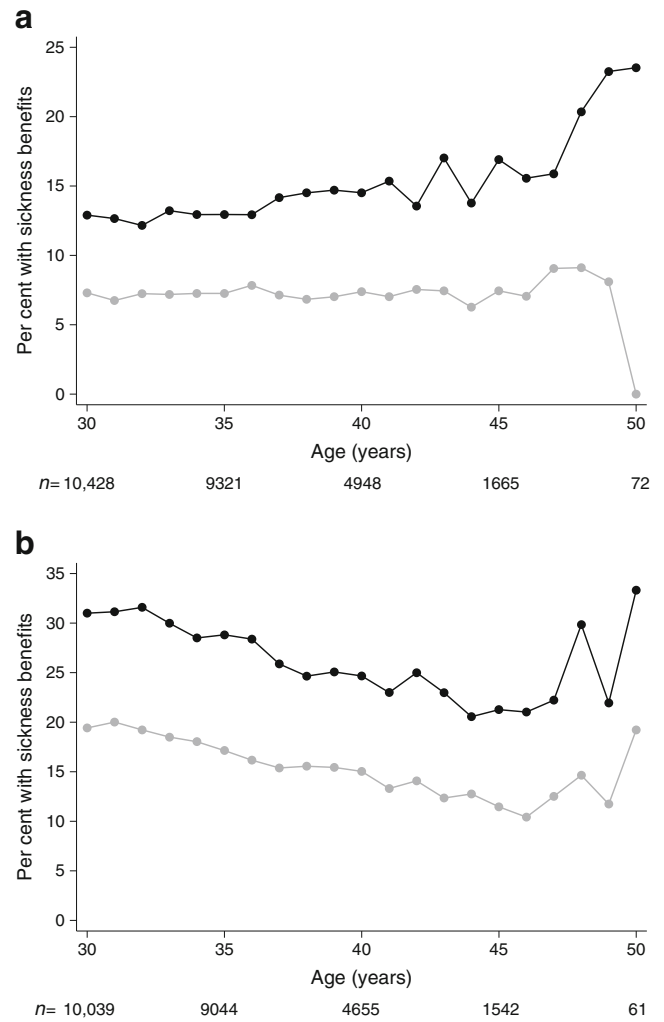 a
Per cent with sickness benefits
25
20
15
10
5
0
30 35 40 45 50
Age (years)
n= 10,428 9321 4948 1665 72
b
Per cent with sickness benefits
35
30
25
20
15
10
5
0
30 35 40 45 50
Age (years)
n= 10,039 9044 4655 1542 61